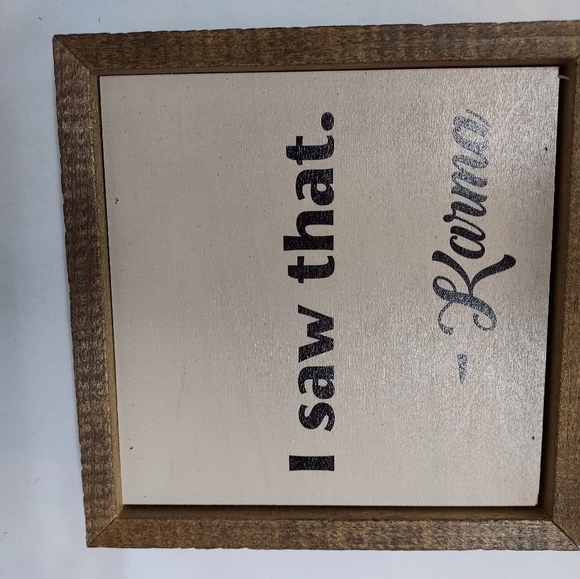 I saw that.
- Karma